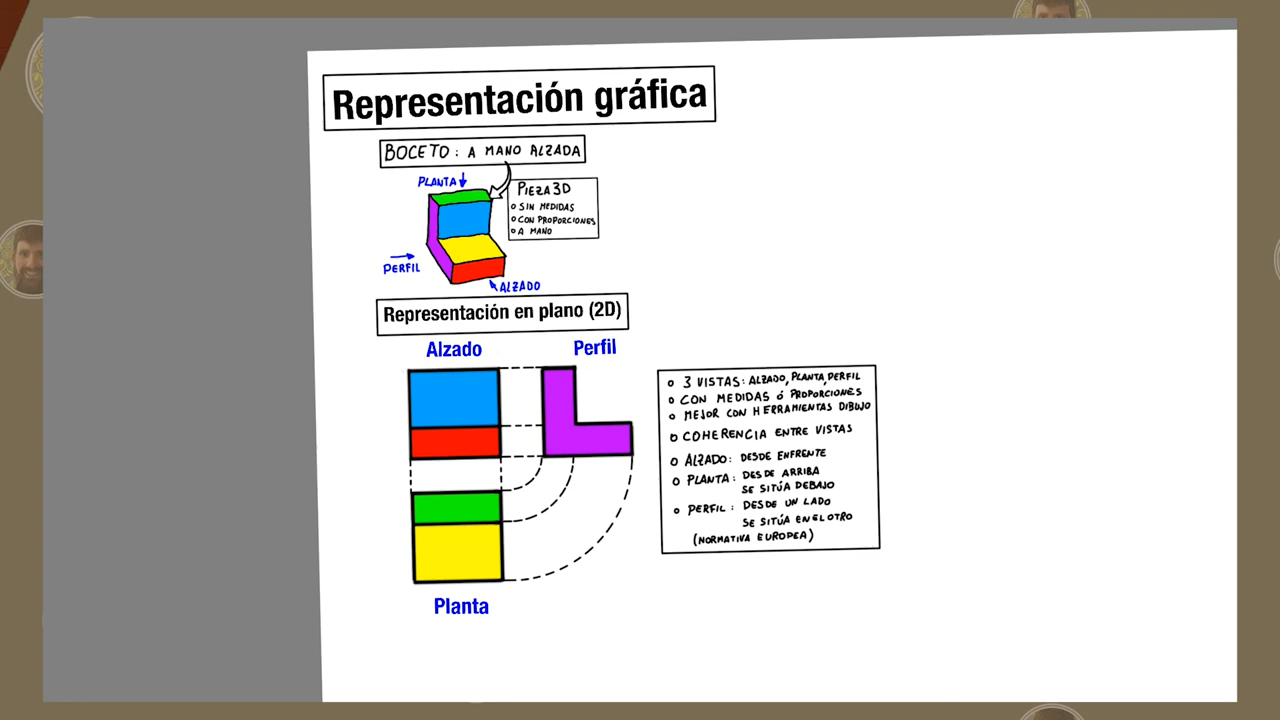 Representación gráfica
BOCETO: A MANO ALZADA
PLANTA
PIEZA 3D
SIN MEDIDAS
CON PROPORCIONES
A MANO
PERFIL
ALZADO
Representación en plano (2D)
Alzado
Perfil
3 VISTAS: ALZADO, PLANTA, PERFIL
CON MEDIDAS ó PROPORCIONES
MEJOR CON HERRAMIENTAS DIBUJO
COHERENCIA ENTRE VISTAS
ALZADO: DESDE ENFRENTE
PLANTA: DESDE ARRIBA
SE SITÚA DEBAJO
PERFIL: DESDE UN LADO
SE SITÚA EN EL OTRO
(NORMATIVA EUROPEA)
Planta